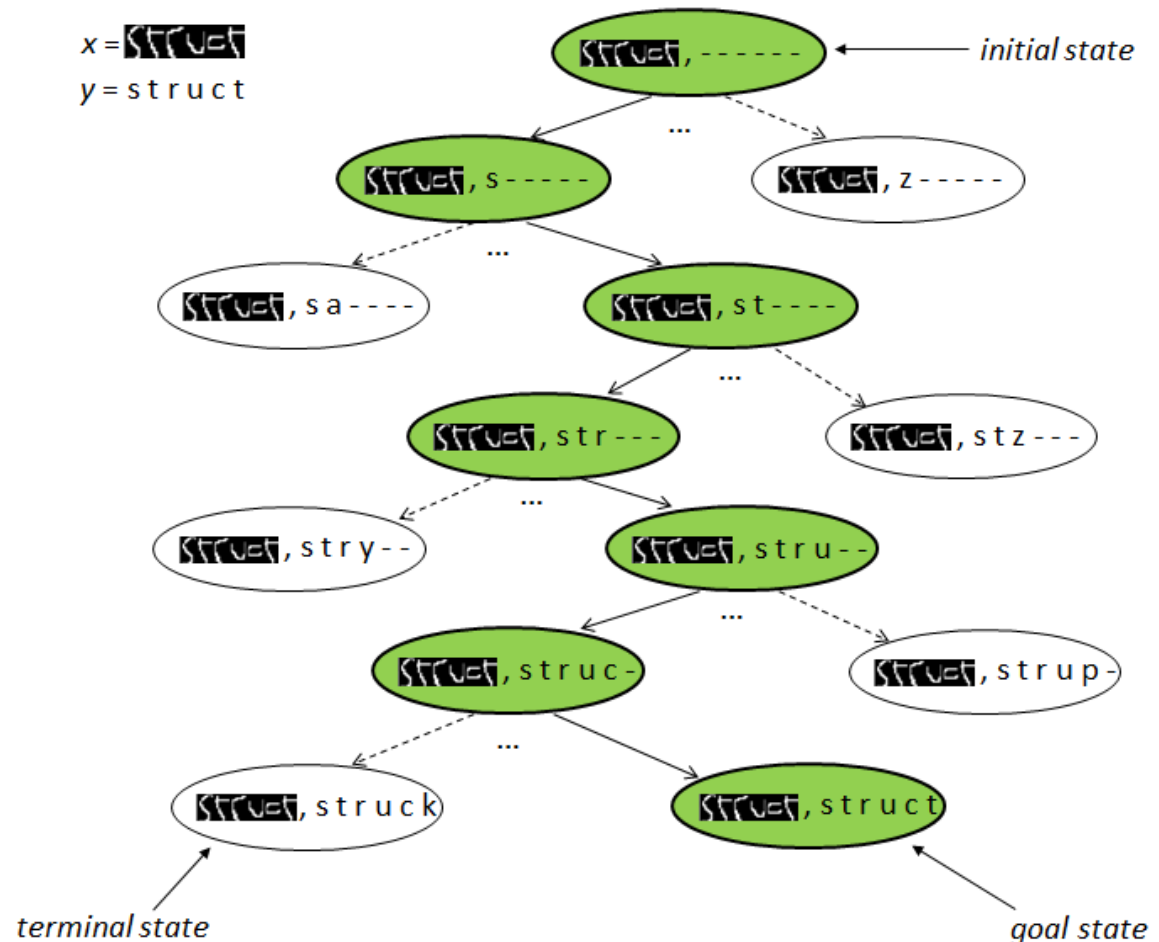 x = struct
y = s t r u c t
struct, - - - - - -
initial state
...
struct, s - - - - -
struct, z - - - - -
...
struct, s a - - - -
struct, s t - - - -
...
struct, s t r - - -
struct, s t z - - -
...
struct, s t r y - -
struct, s t r u - -
...
struct, s t r u c -
struct, s t r u p -
...
struct, s t r u c k
struct, s t r u c t
terminal state
goal state